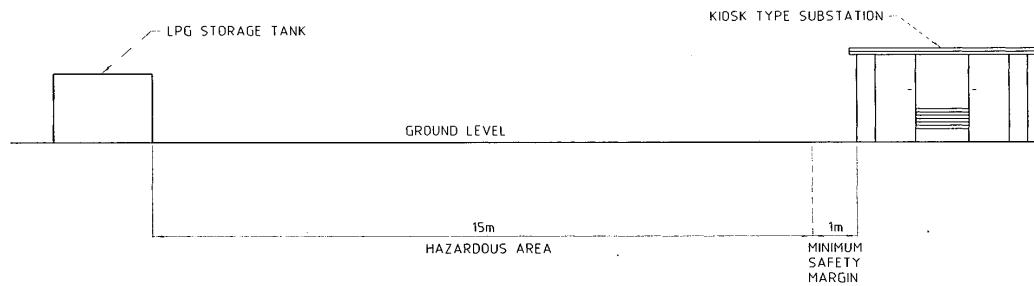 LPG STORAGE TANK
KIOSK TYPE SUBSTATION
GROUND LEVEL
15m
HAZARDOUS AREA
1m
MINIMUM
SAFETY
MARGIN